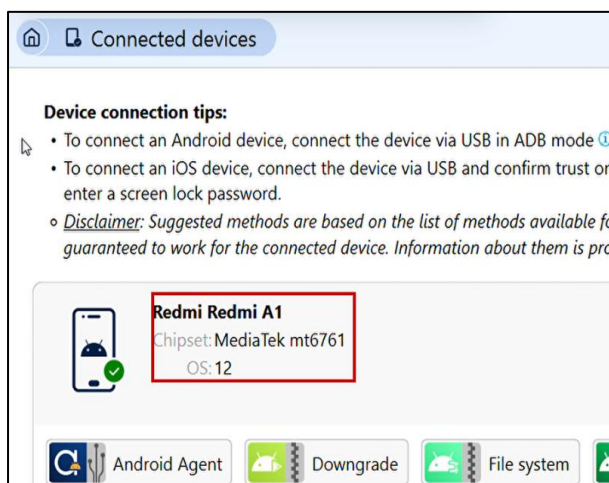 Connected devices
Device connection tips:
• To connect an Android device, connect the device via USB in ADB mode
• To connect an iOS device, connect the device via USB and confirm trust
enter a screen lock password.
Disclaimer: Suggested methods are based on the list of methods available
guaranteed to work for the connected device. Information about them is
Redmi Redmi A1
Chipset: MediaTek mt6761
OS: 12
Android Agent
Downgrade
File system